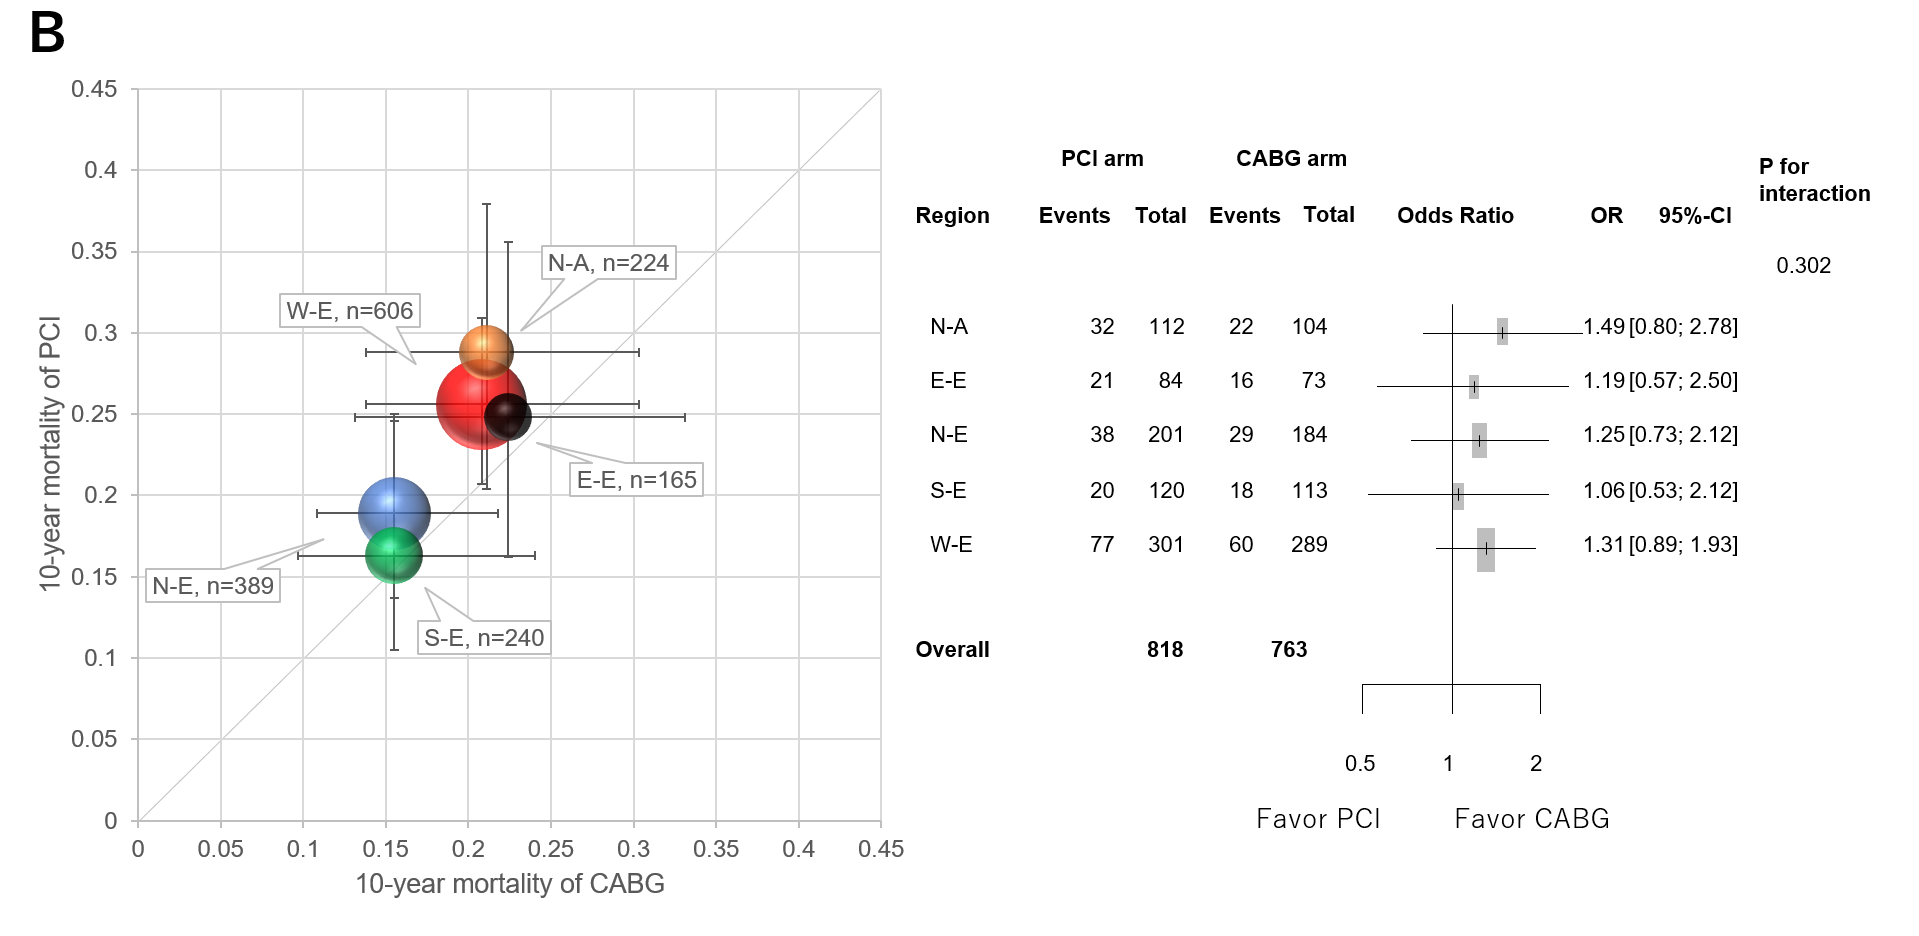 B
0.45
0.4
0.35
0.3
0.25
0.2
0.15
0.1
0.05
0
10-year mortality of PCI
N-A, n=224
W-E, n=606
E-E, n=165
N-E, n=389
S-E, n=240
0 0.05 0.1 0.15 0.2 0.25 0.3 0.35 0.4 0.45
10-year mortality of CABG
PCI arm CABG arm P for
interaction
Region Events Total Events Total Odds Ratio OR 95%-CI
0.302
N-A 32 112 22 104 1.49 [0.80; 2.78]
E-E 21 84 16 73 1.19 [0.57; 2.50]
N-E 38 201 29 184 1.25 [0.73; 2.12]
S-E 20 120 18 113 1.06 [0.53; 2.12]
W-E 77 301 60 289 1.31 [0.89; 1.93]
Overall 818 763
0.5 1 2
Favor PCI Favor CABG